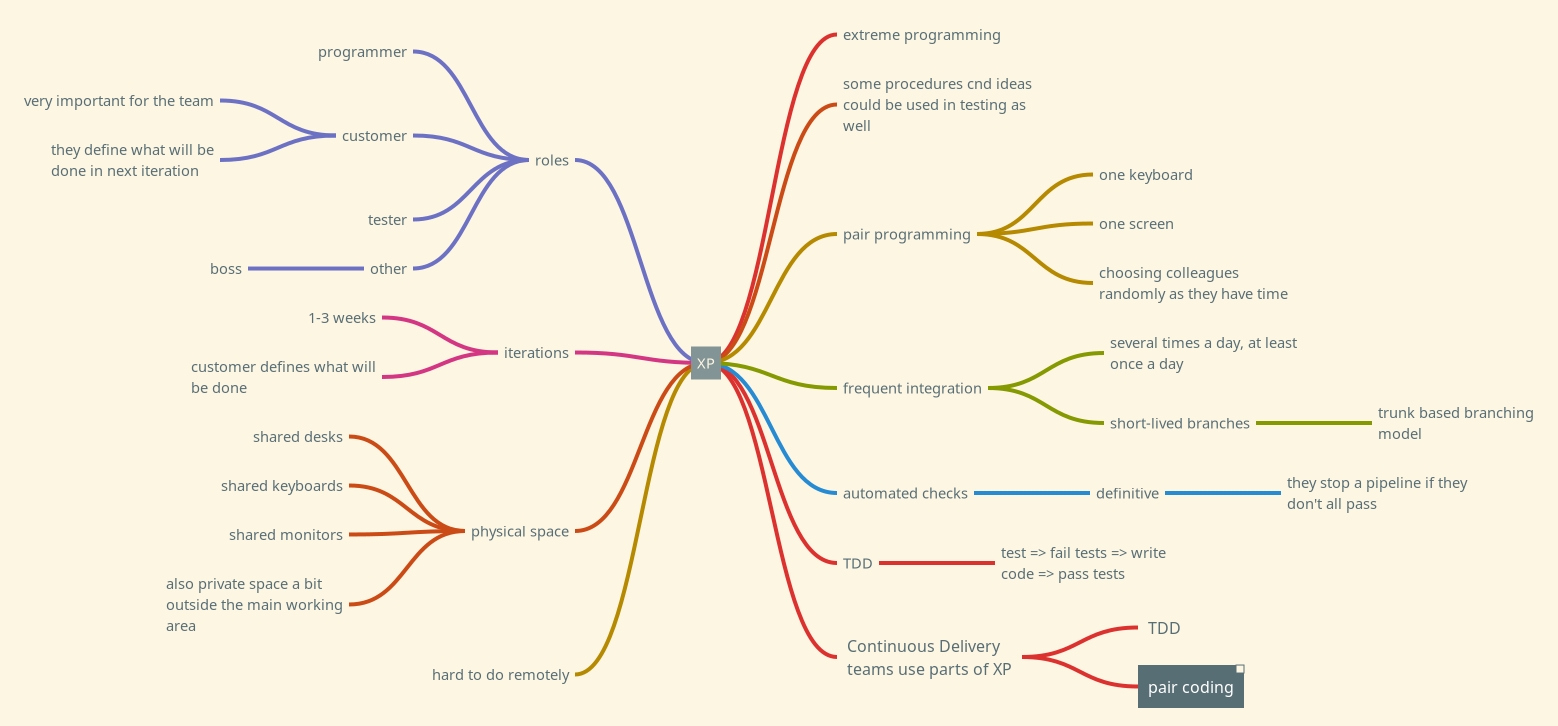 XP
extreme programming
some procedures cnd ideas
could be used in testing as
well
pair programming
one keyboard
one screen
choosing colleagues
randomly as they have time
frequent integration
several times a day, at least
once a day
short-lived branches
trunk based branching
model
automated checks
definitive
they stop a pipeline if they
don't all pass
TDD
test => fail tests => write
code => pass tests
Continuous Delivery
teams use parts of XP
TDD
pair coding
roles
programmer
customer
very important for the team
they define what will be
done in next iteration
tester
other
boss
iterations
1-3 weeks
customer defines what will
be done
physical space
shared desks
shared keyboards
shared monitors
also private space a bit
outside the main working
area
hard to do remotely